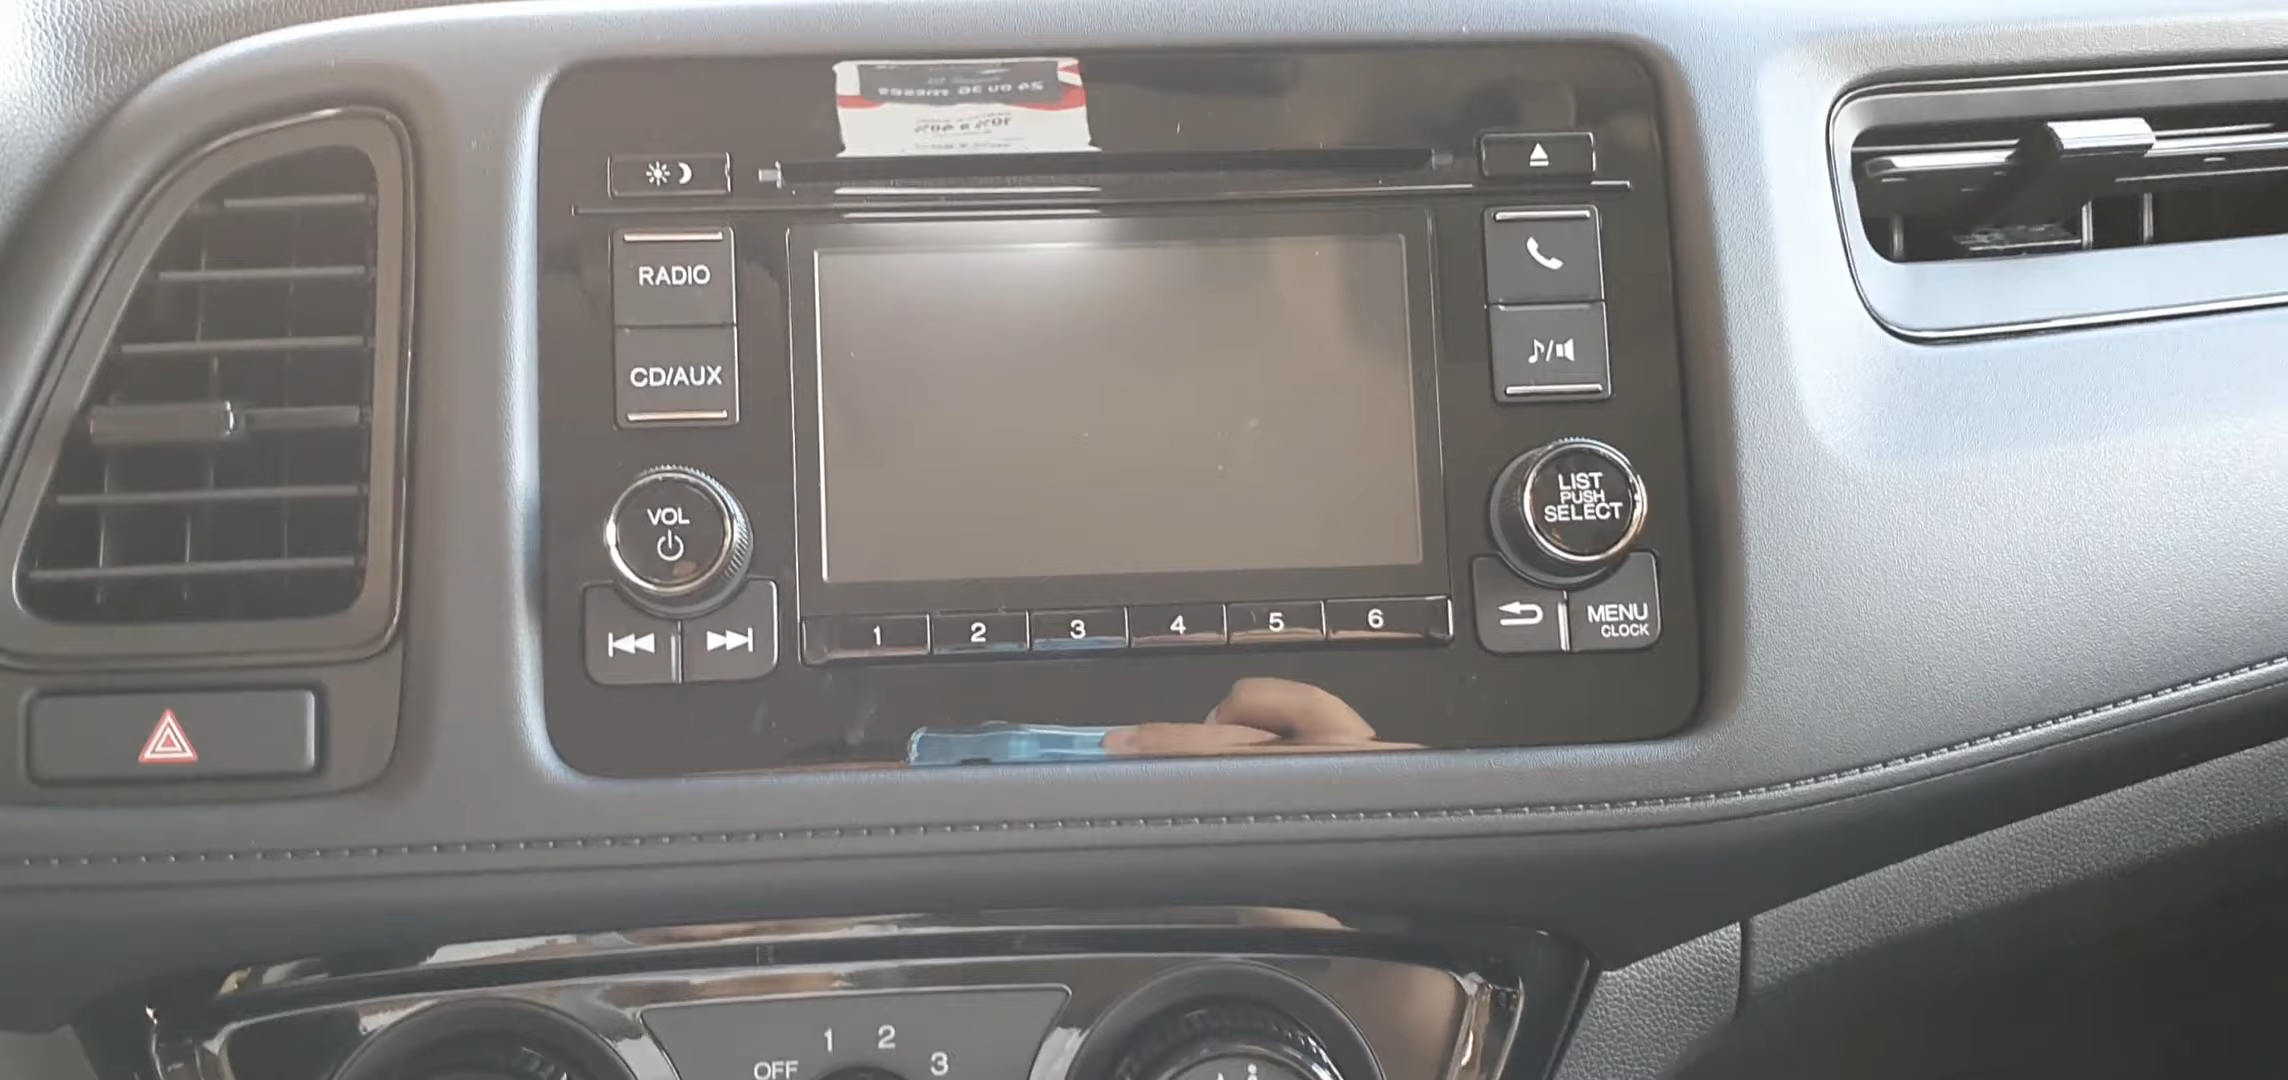 RADIO
CD/AUX
VOL
LIST
PUSH
SELECT
1 2 3 4 5 6
MENU
CLOCK
OFF 1 2 3